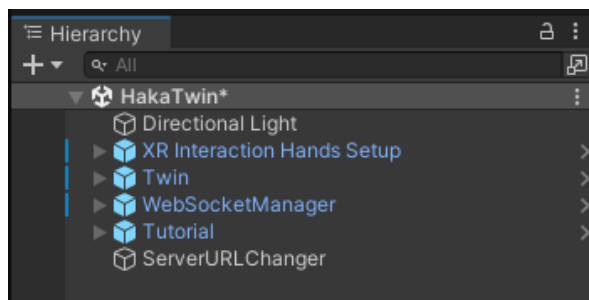 Hierarchy
All
HakaTwin*
Directional Light
XR Interaction Hands Setup
Twin
WebSocketManager
Tutorial
ServerURLChanger